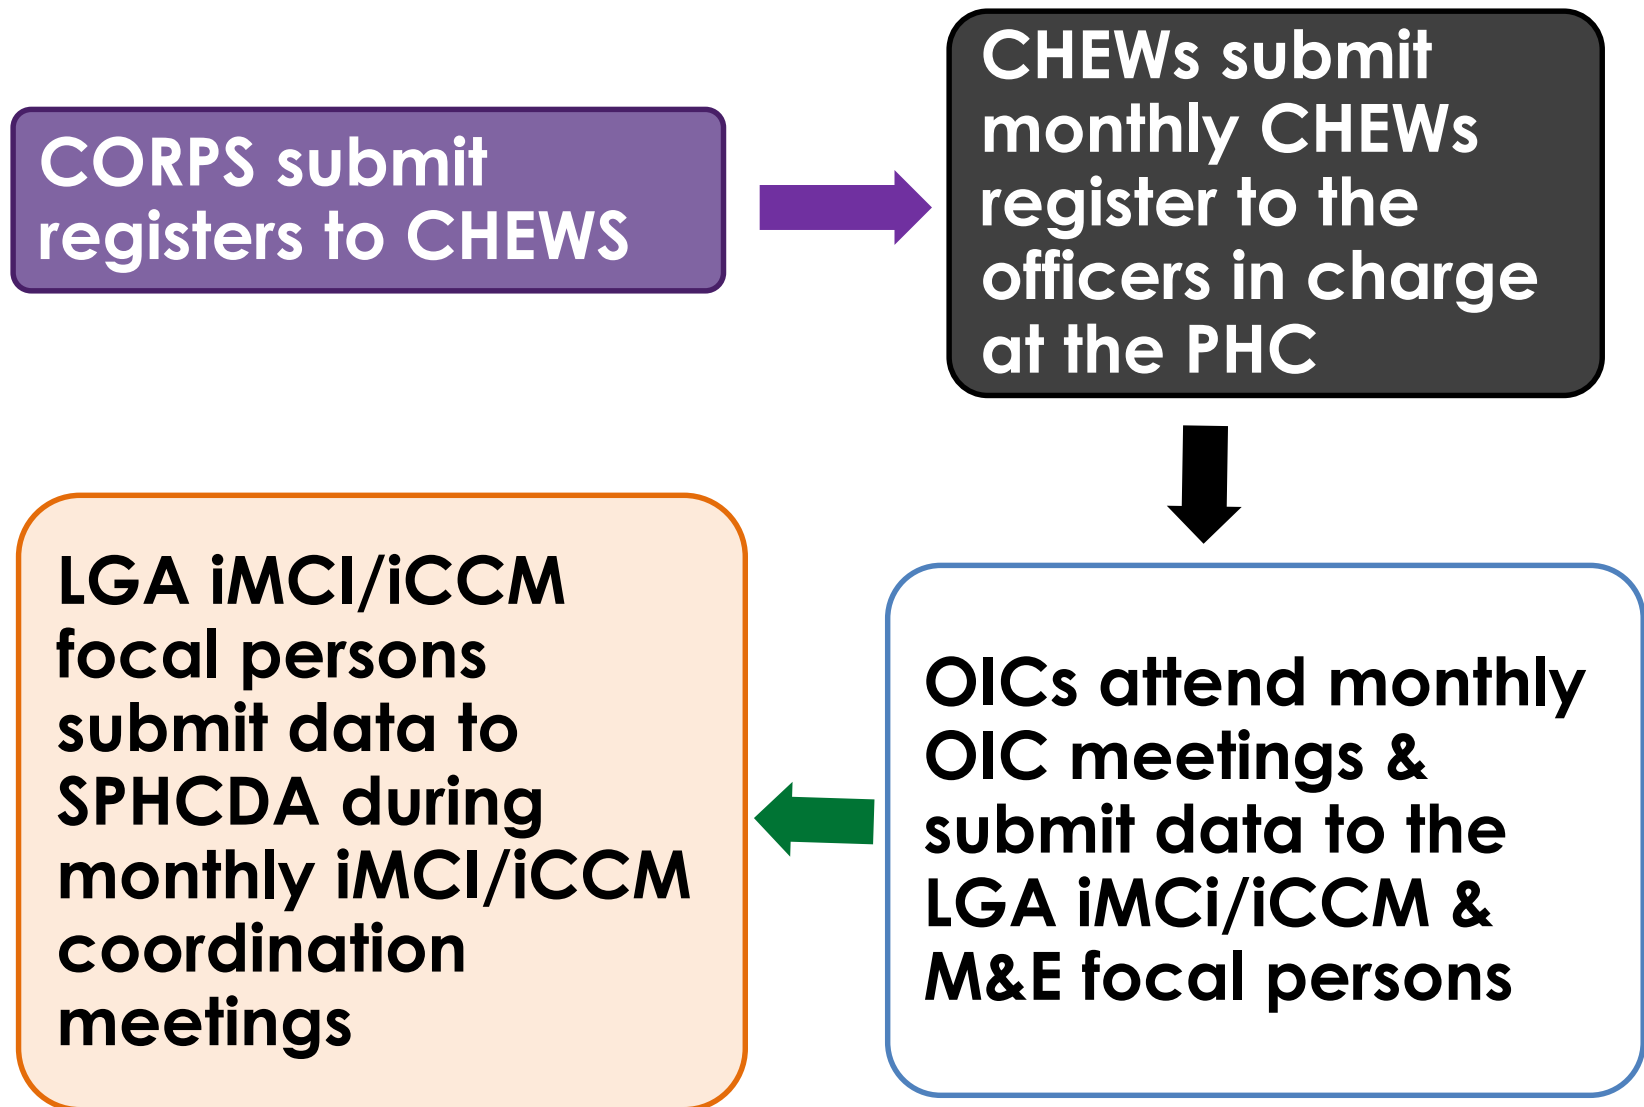 CORPS submit
registers to CHEWS
CHEWs submit
monthly CHEWs
register to the
officers in charge
at the PHC
OICs attend monthly
OIC meetings &
submit data to the
LGA iMCi/iCCM &
M&E focal persons
LGA iMCI/iCCM
focal persons
submit data to
SPHCDA during
monthly iMCI/iCCM
coordination
meetings